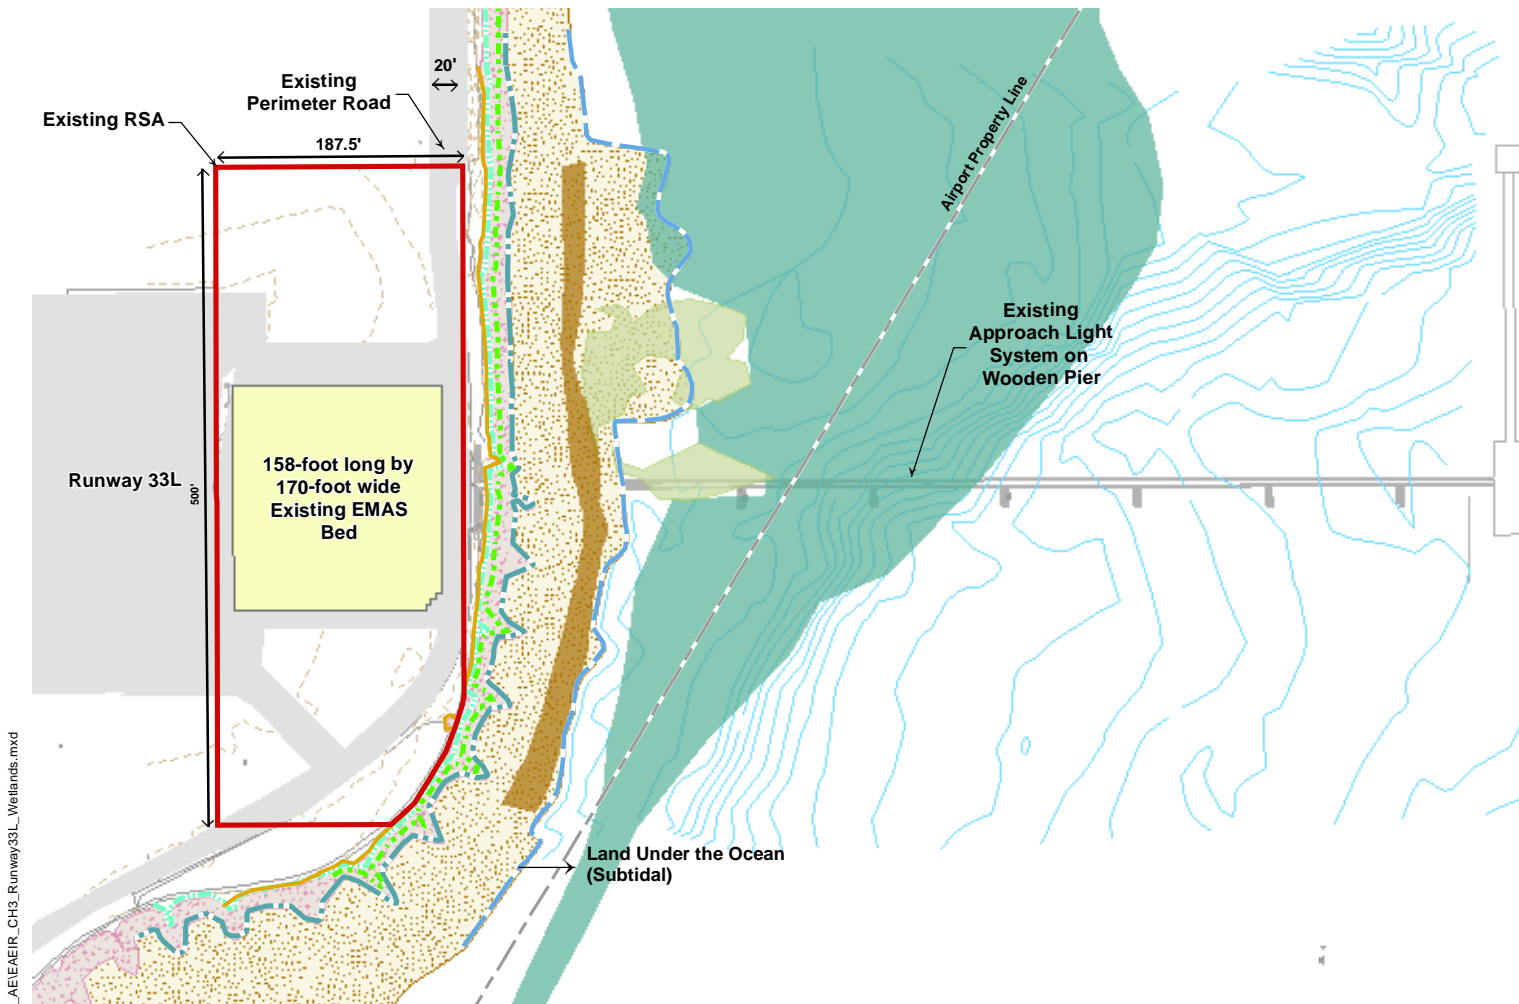 20'
Existing
Perimeter Road
Existing RSA
187.5'
Airport Property Line
Existing
Approach Light
System on
Wooden Pier
Runway 33L
500'
158-foot long by
170-foot wide
Existing EMAS
Bed
Land Under the Ocean
(Subtidal)
_AE\EAEIR_CH3_Runway33L_Wetlands.mxd